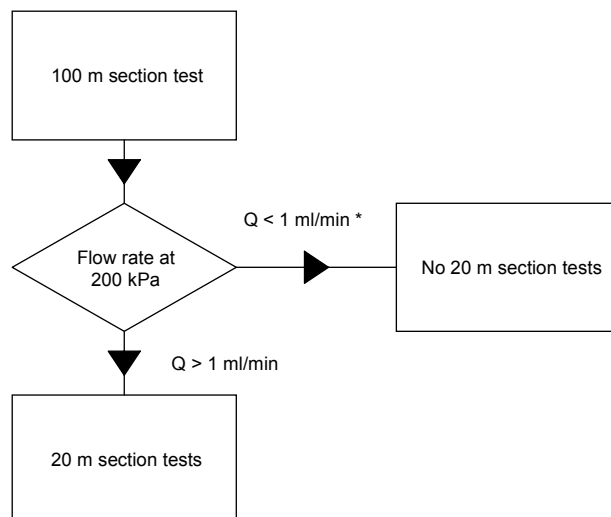 100 m section test
Q < 1 ml/min *
Flow rate at
200 kPa
No 20 m section tests
Q > 1 ml/min
20 m section tests